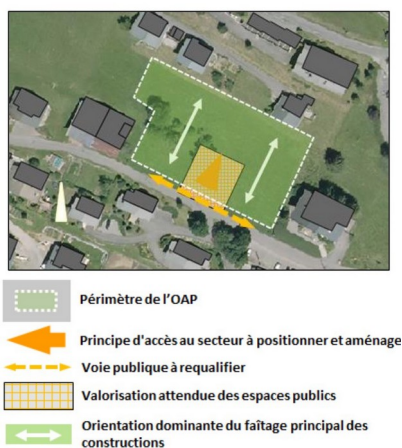 Périmètre de l'OAP
Principe d'accès au secteur à positionner et aménage
Voie publique à requalifier
Valorisation attendue des espaces publics
Orientation dominante du faîtage principal des
constructions